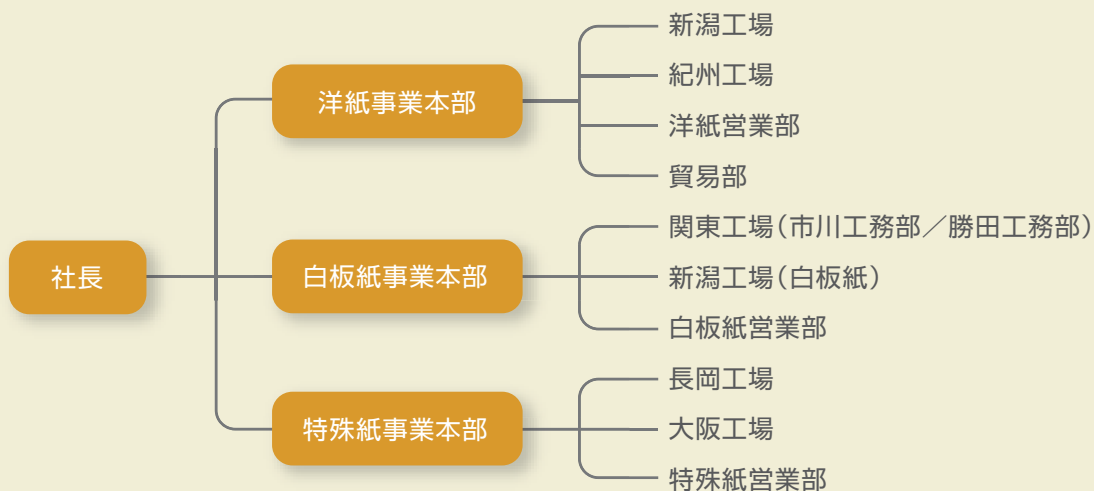 社長
洋紙事業本部
新潟工場
紀州工場
洋紙営業部
貿易部
白板紙事業本部
関東工場(市川工務部／勝田工務部)
新潟工場(白板紙)
白板紙営業部
特殊紙事業本部
長岡工場
大阪工場
特殊紙営業部